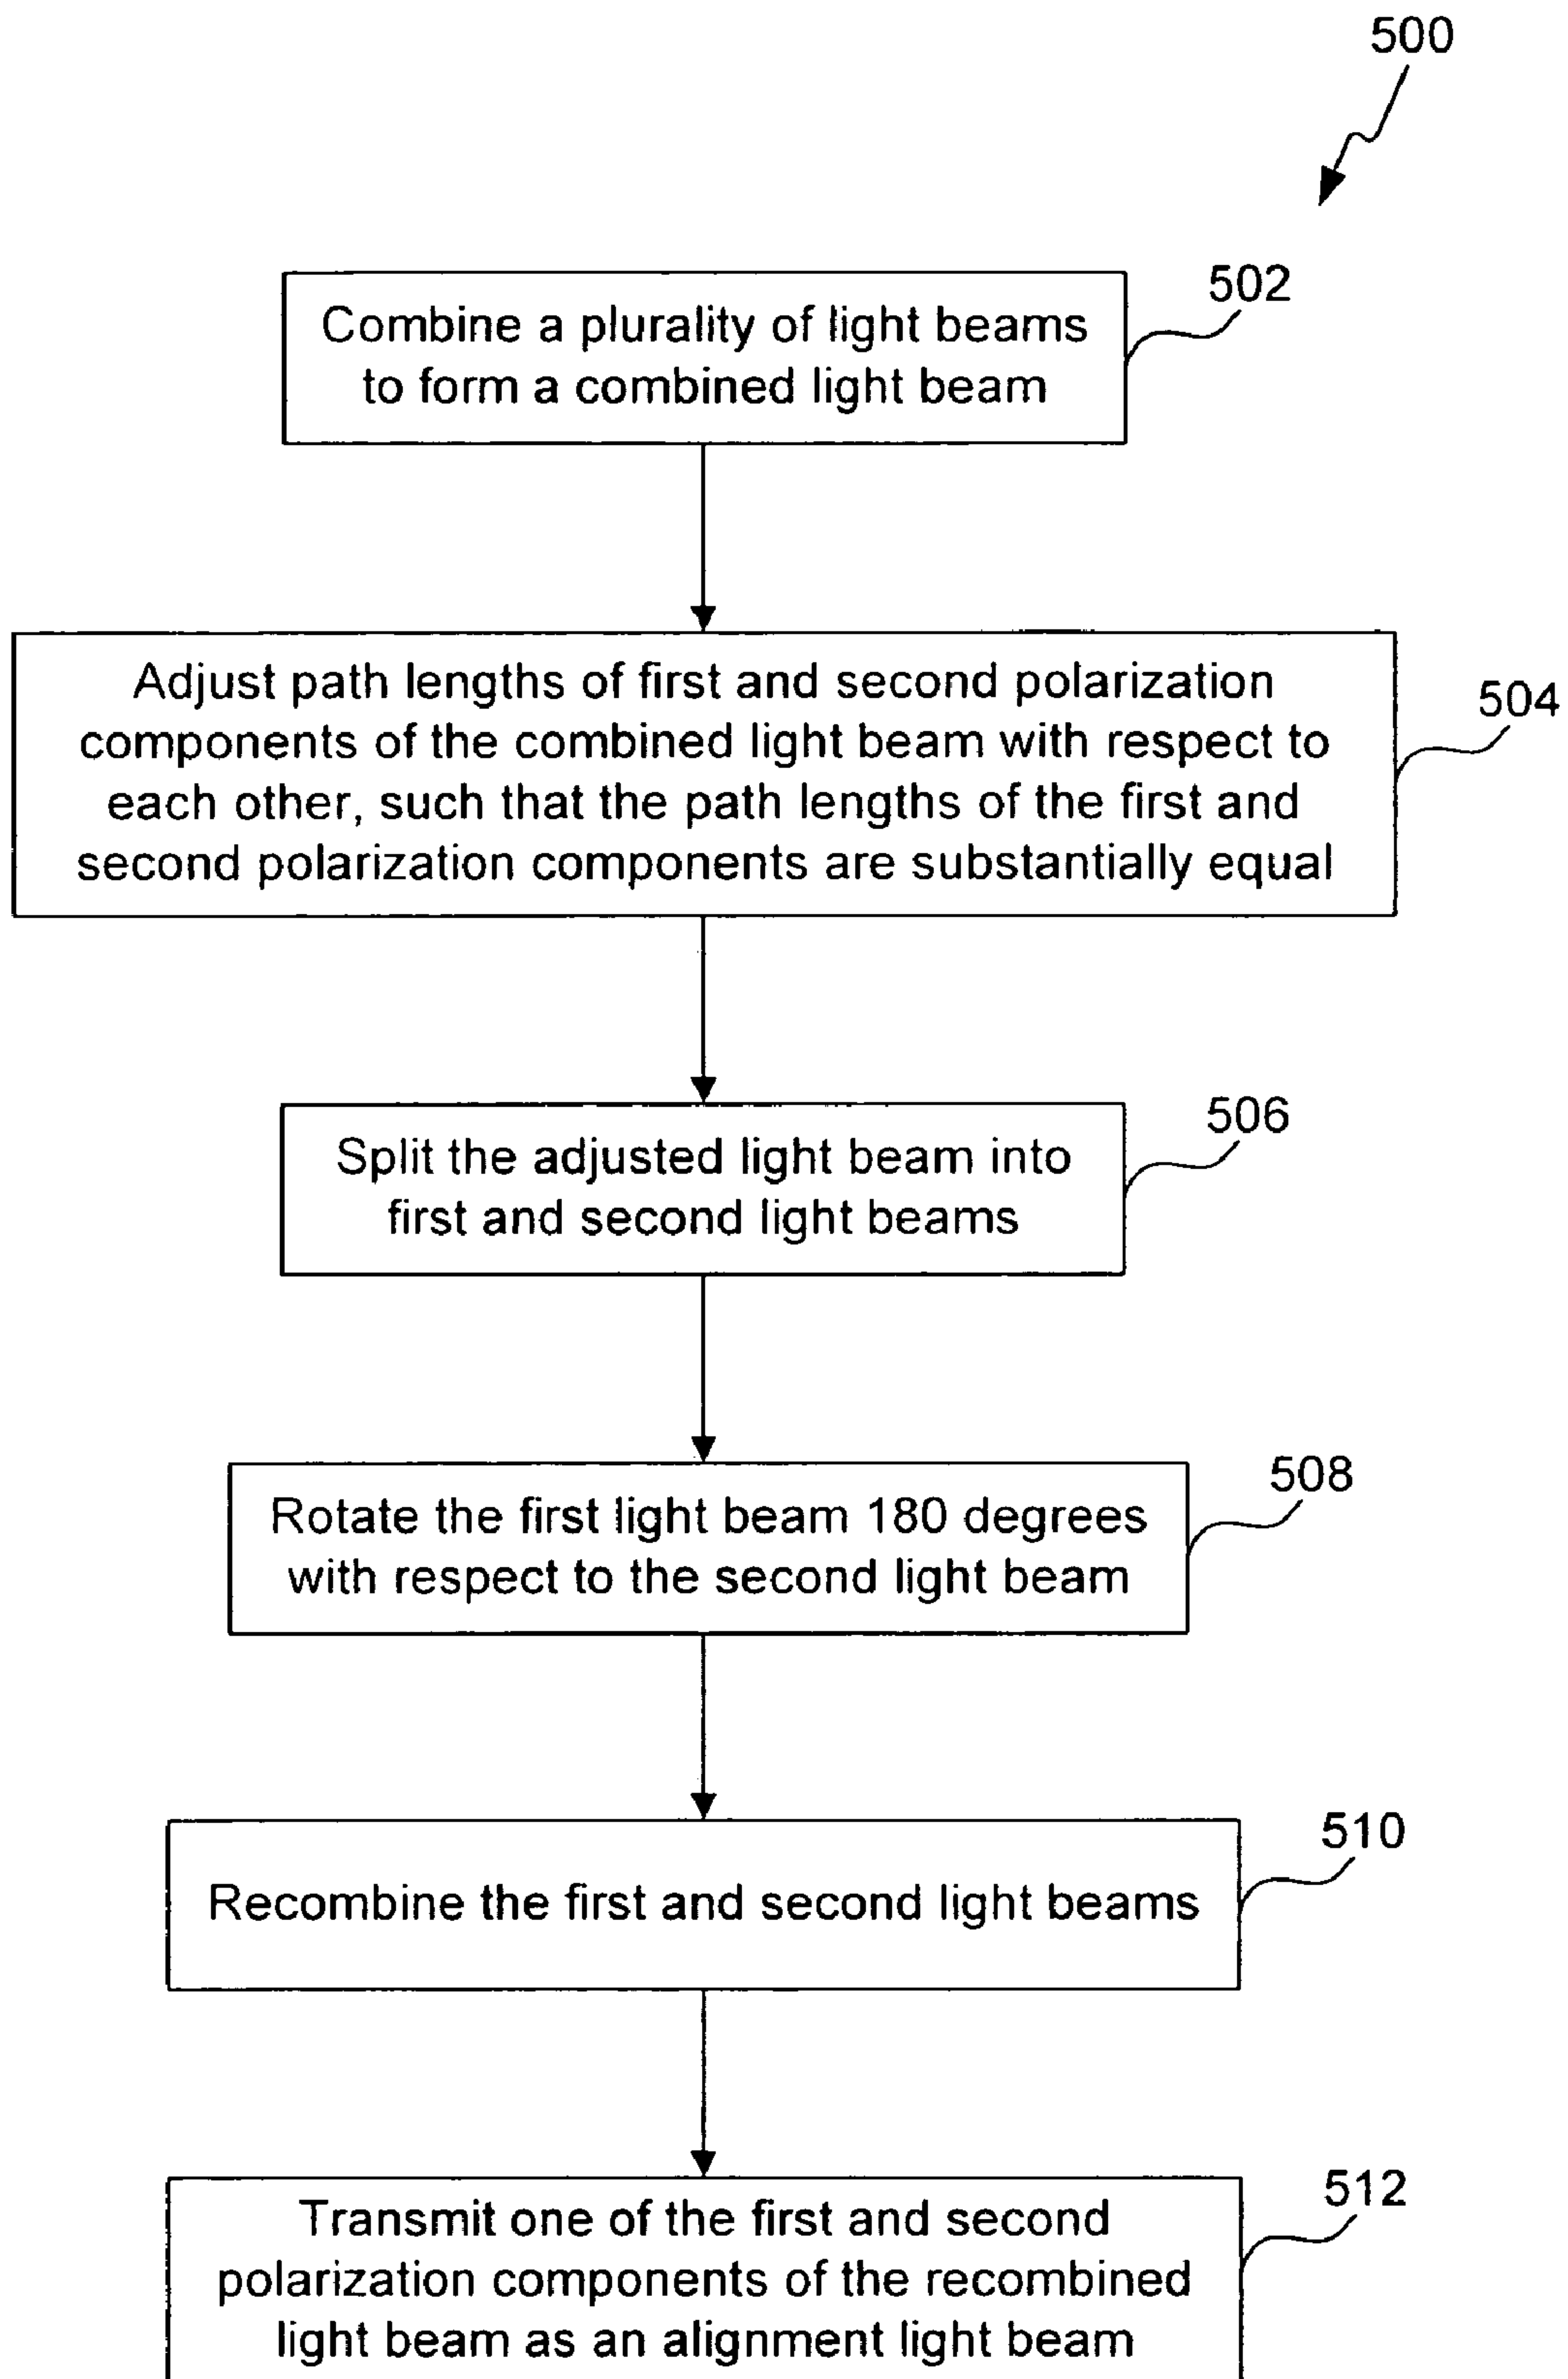 500
502
Combine a plurality of light beams
to form a combined light beam
504
Adjust path lengths of first and second polarization
components of the combined light beam with respect to
each other, such that the path lengths of the first and
second polarization components are substantially equal
506
Split the adjusted light beam into
first and second light beams
508
Rotate the first light beam 180 degrees
with respect to the second light beam
510
Recombine the first and second light beams
512
Transmit one of the first and second
polarization components of the recombined
light beam as an alignment light beam